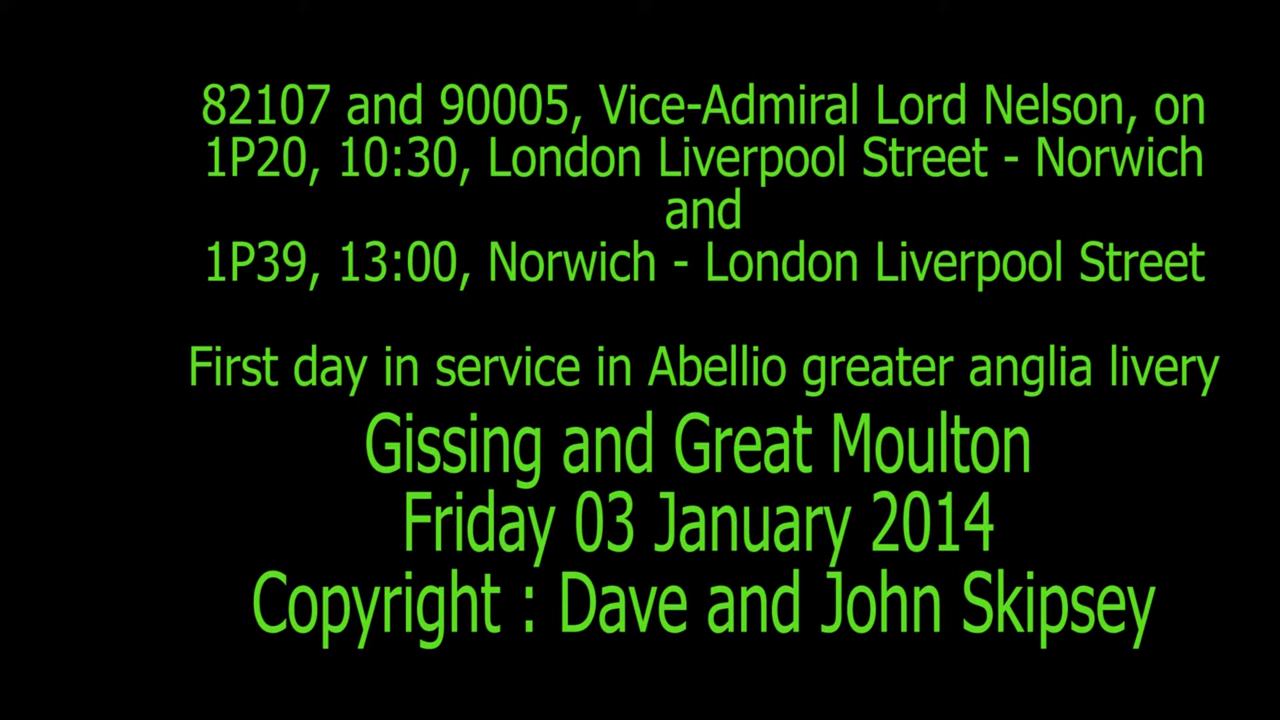 82107 and 90005, Vice-Admiral Lord Nelson, on
1P20, 10:30, London Liverpool Street - Norwich
and
1P39, 13:00, Norwich - London Liverpool Street
First day in service in Abellio greater anglia livery
Gissing and Great Moulton
Friday 03 January 2014
Copyright : Dave and John Skipsey